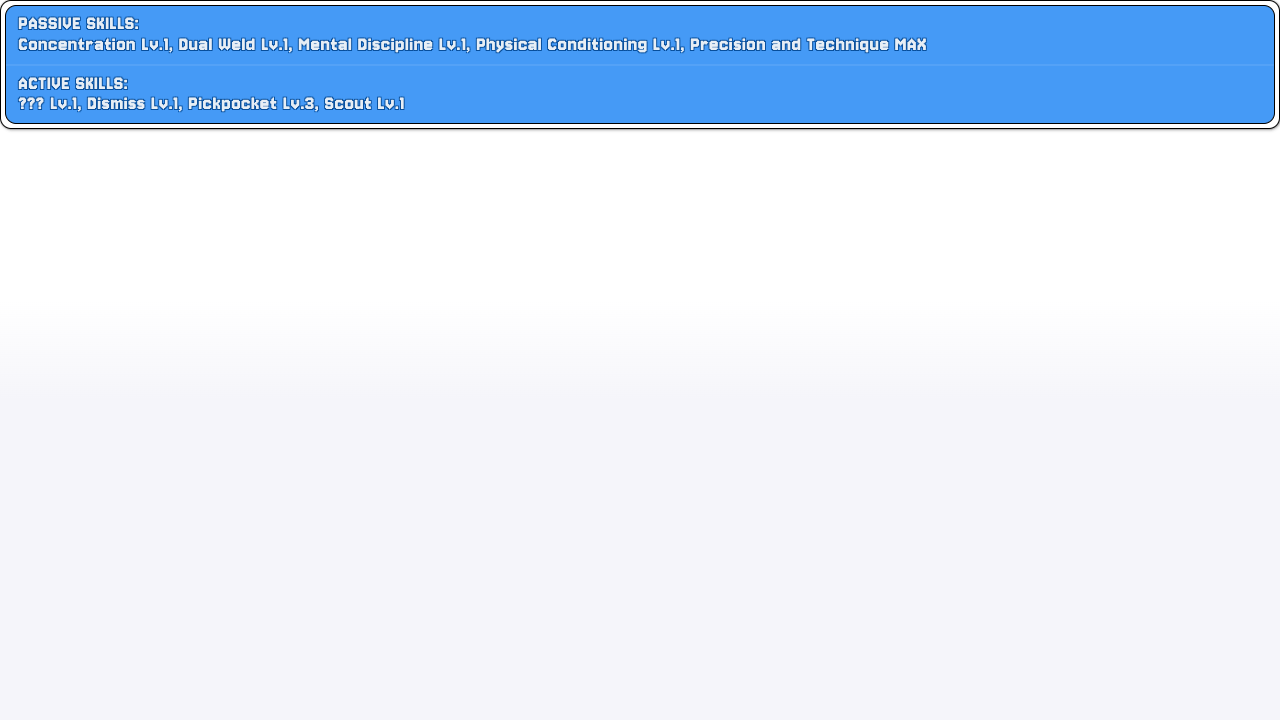 PASSIVE SKILLS:
Concentration Lv.1, Dual Weld Lv.1, Mental Discipline Lv.1, Physical Conditioning Lv.1, Precision and Technique MAX
ACTIVE SKILLS:
??? Lv.1, Dismiss Lv.1, Pickpocket Lv.3, Scout Lv.1